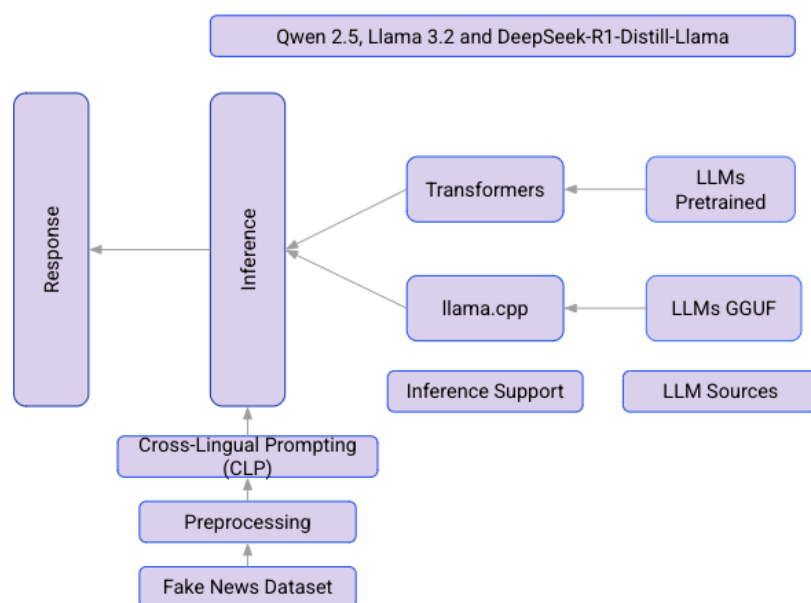 Qwen 2.5, Llama 3.2 and DeepSeek-R1-Distill-Llama
Response
Inference
Transformers
LLMs
Pretrained
llama.cpp
LLMs GGUF
Inference Support
LLM Sources
Cross-Lingual Prompting
(CLP)
Preprocessing
Fake News Dataset